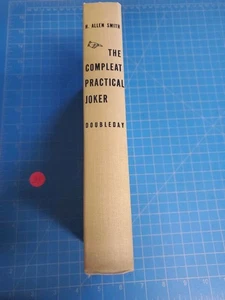 H. ALLEN SMITH
THE
COMPLEAT
PRACTICAL
JOKER
DOUBLEDAY